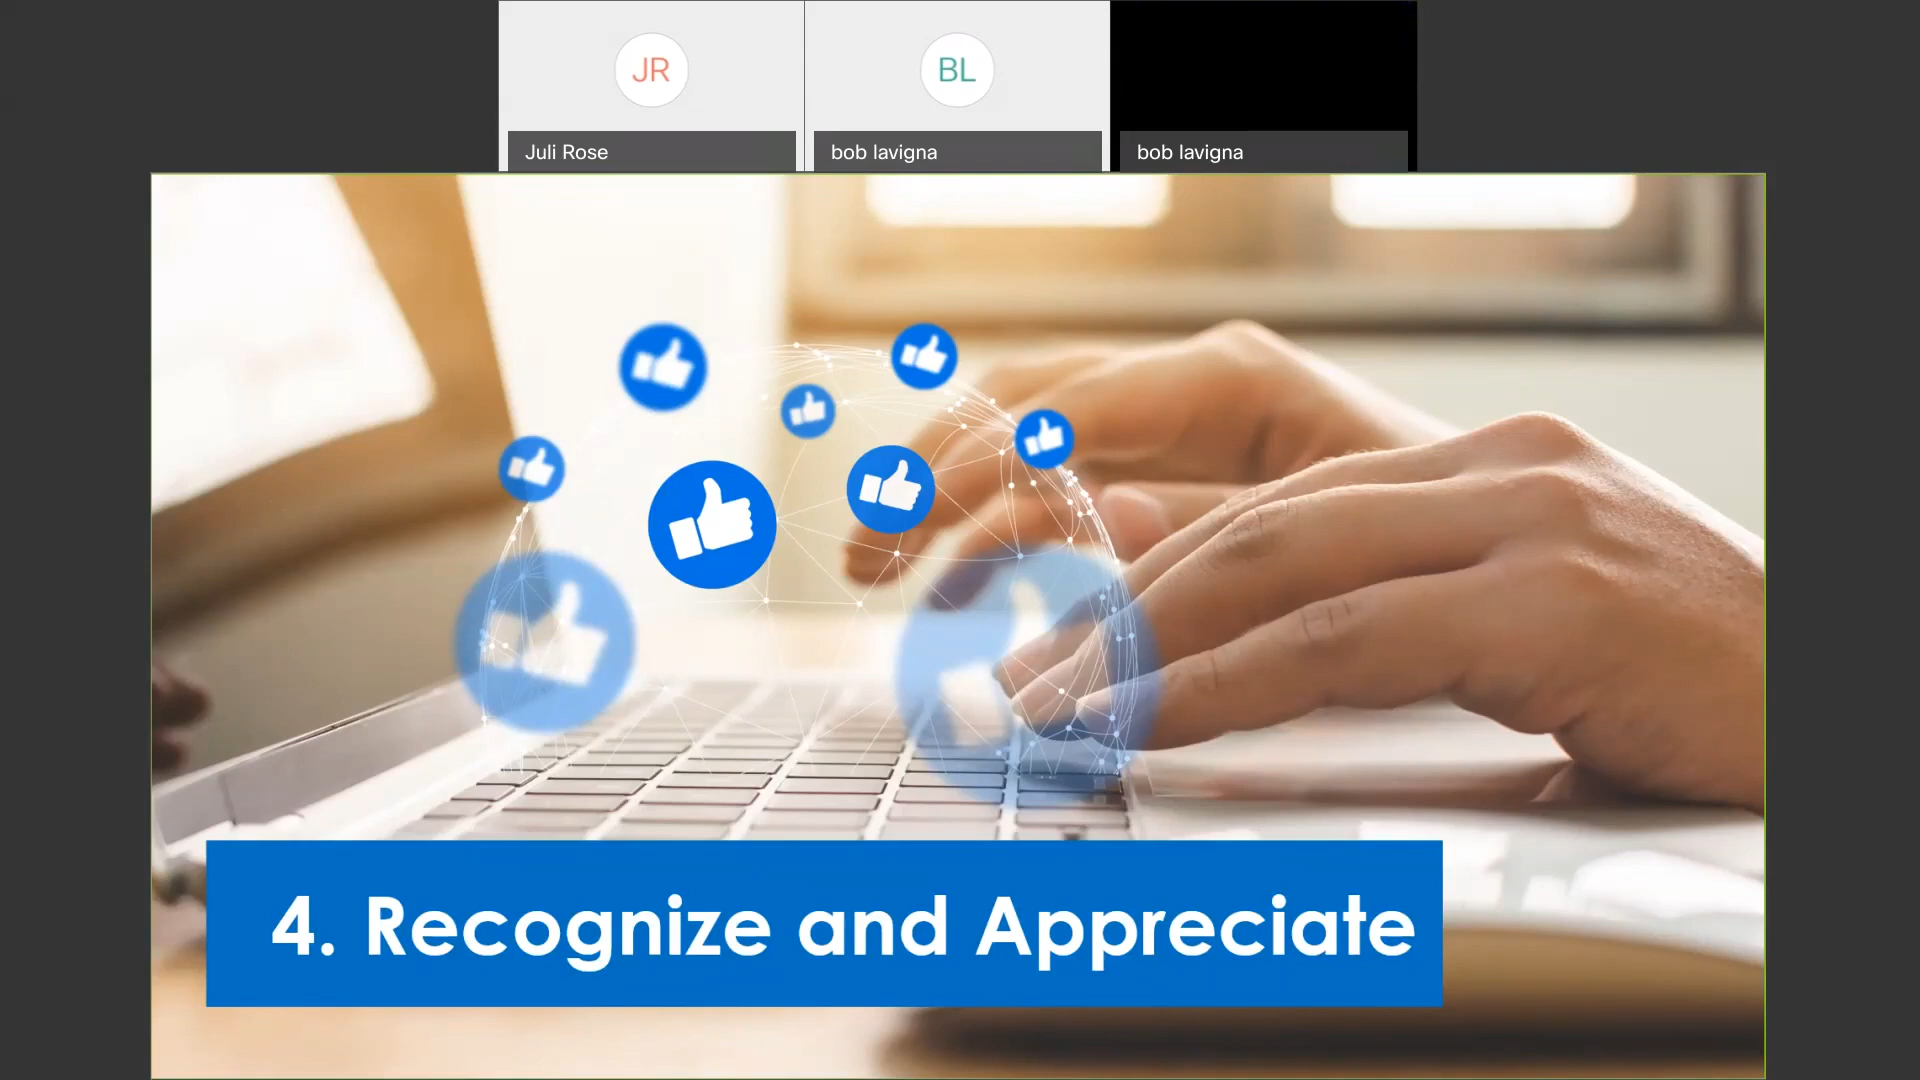 JR
BL
Juli Rose
bob lavigna
bob lavigna
4. Recognize and Appreciate